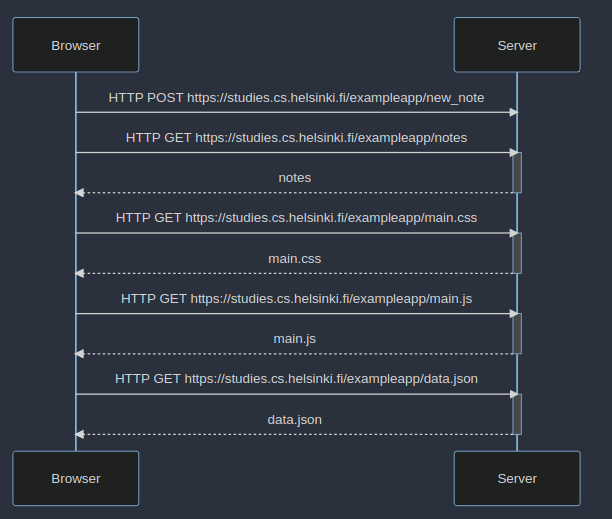 Browser
Server
HTTP POST https://studies.cs.helsinki.fi/exampleapp/new_note
HTTP GET https://studies.cs.helsinki.fi/exampleapp/notes
notes
HTTP GET https://studies.cs.helsinki.fi/exampleapp/main.css
main.css
HTTP GET https://studies.cs.helsinki.fi/exampleapp/main.js
main.js
HTTP GET https://studies.cs.helsinki.fi/exampleapp/data.json
data.json
Browser
Server